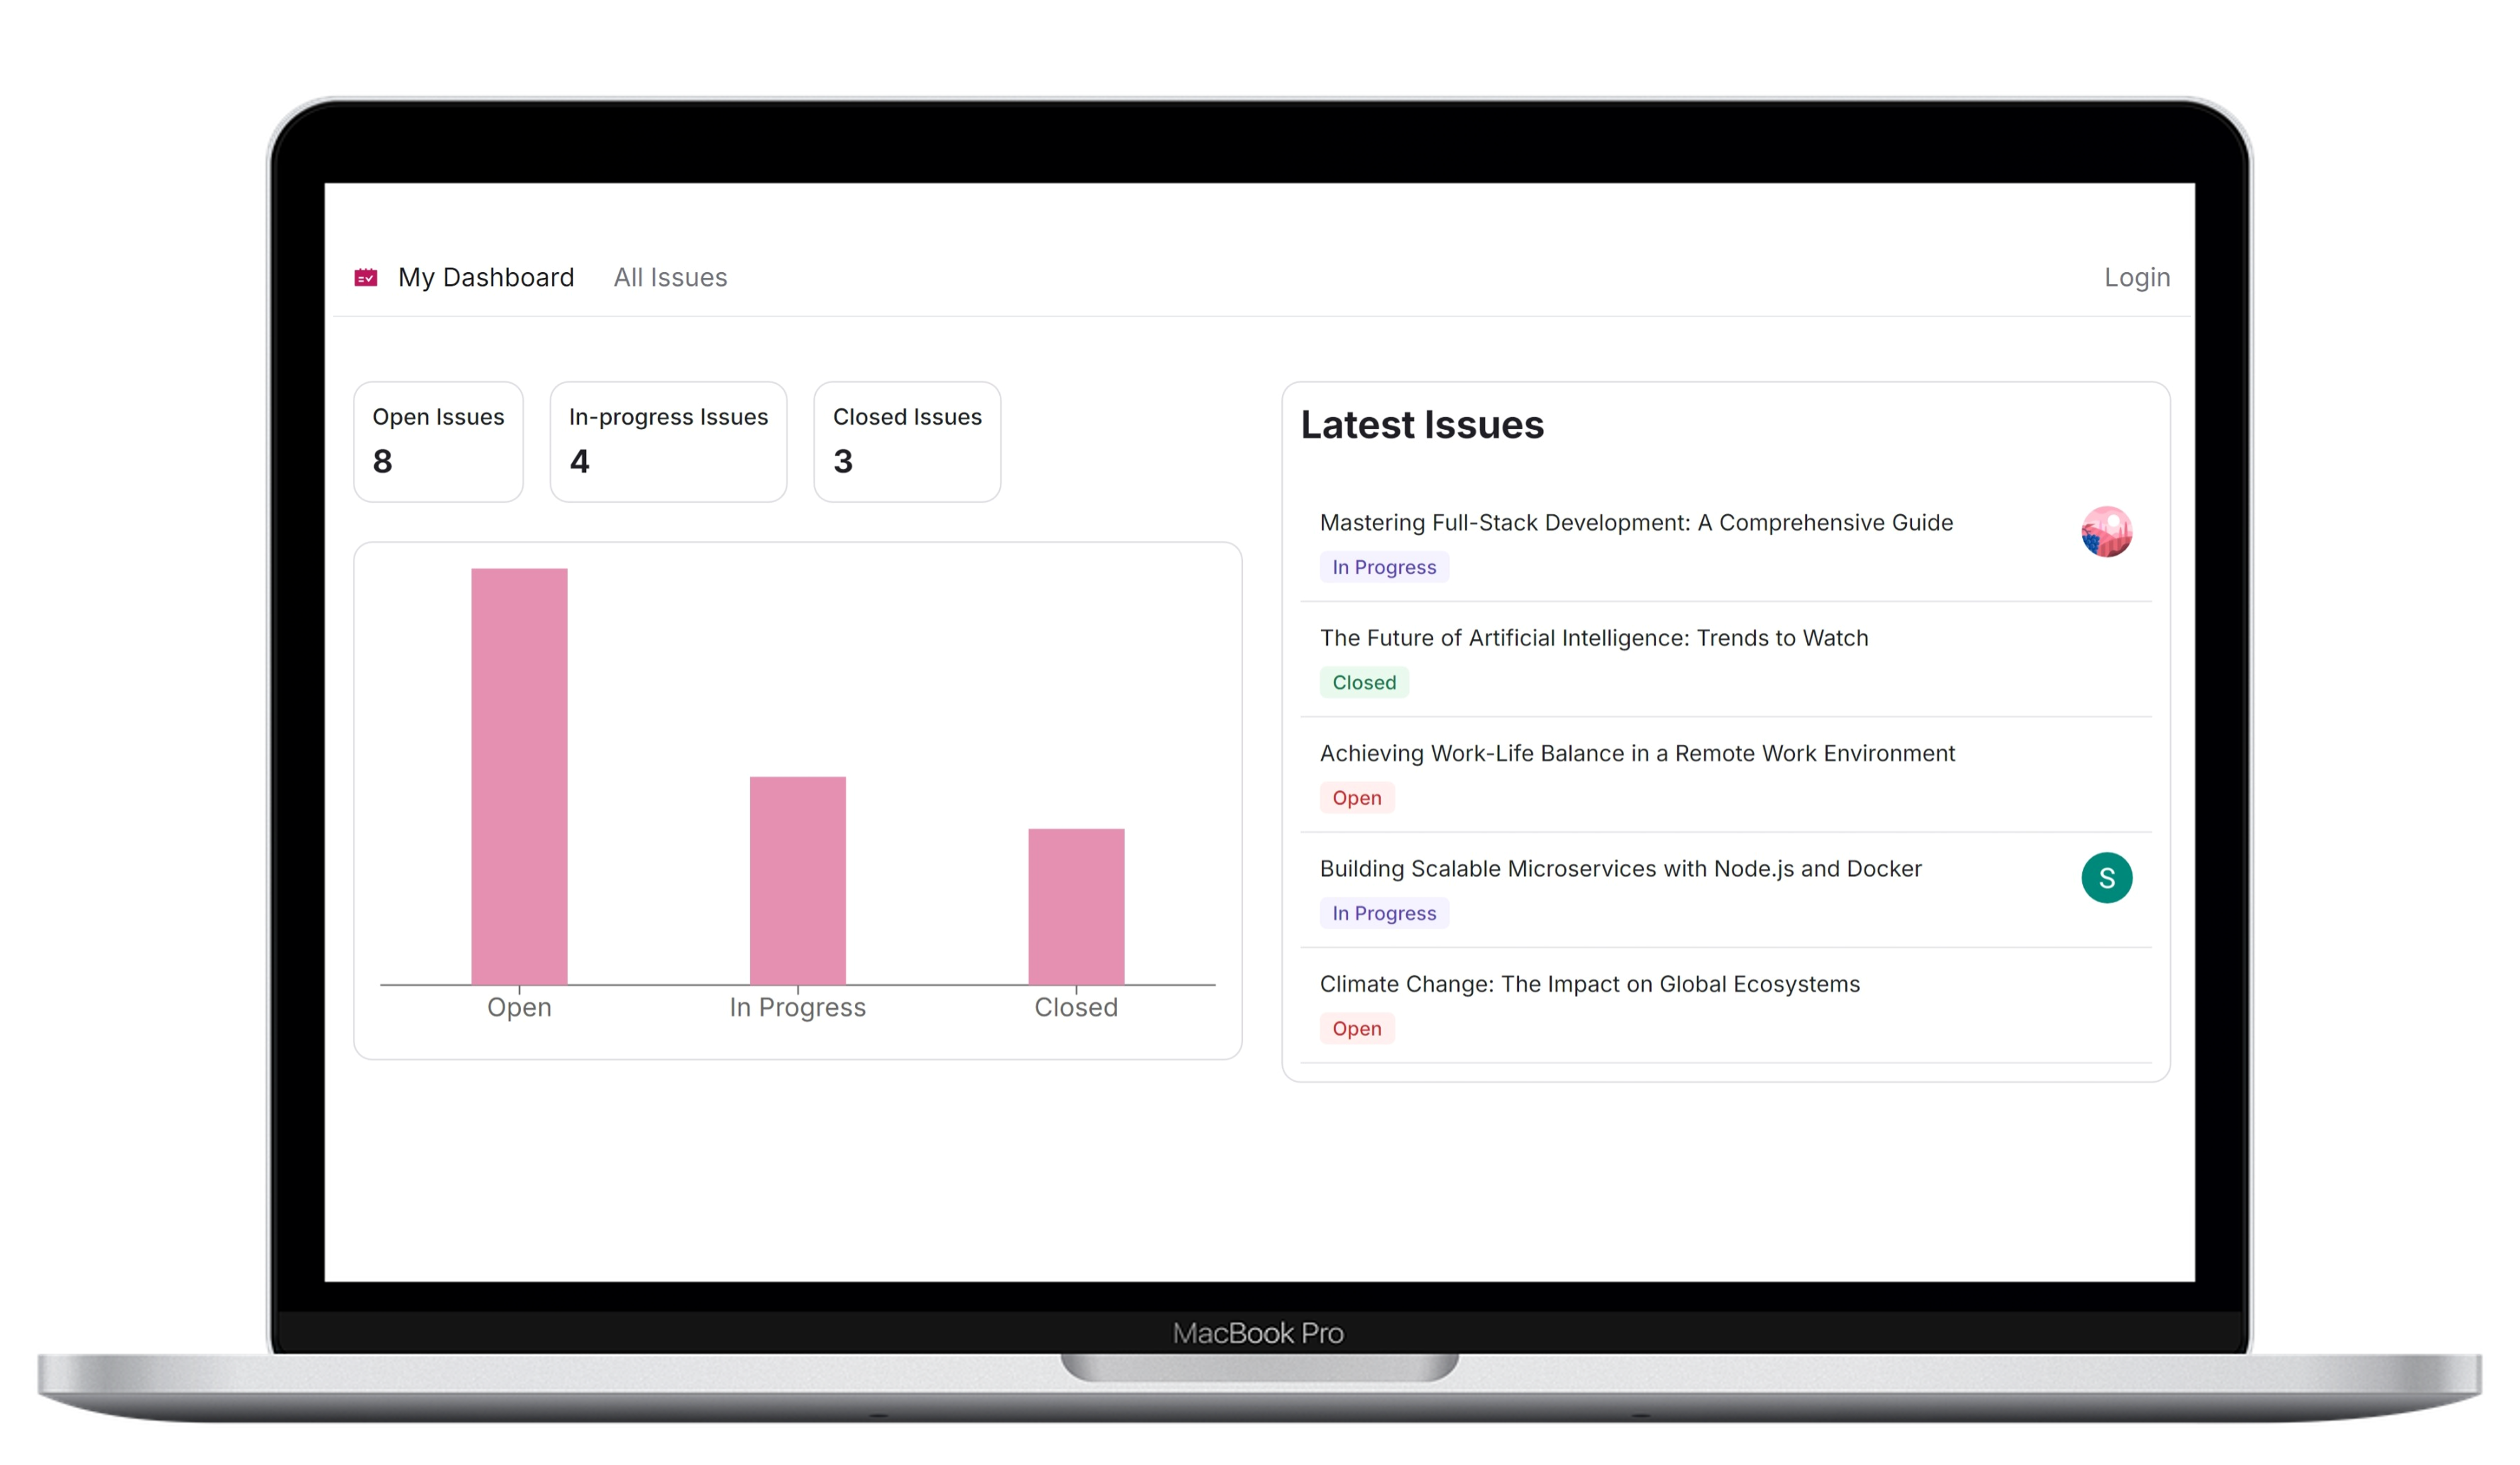 My Dashboard All Issues Login
Open Issues
8
In-progress Issues
4
Closed Issues
3
Open In Progress Closed
Latest Issues
Mastering Full-Stack Development: A Comprehensive Guide
In Progress
The Future of Artificial Intelligence: Trends to Watch
Closed
Achieving Work-Life Balance in a Remote Work Environment
Open
Building Scalable Microservices with Node.js and Docker
S
In Progress
Climate Change: The Impact on Global Ecosystems
Open
MacBook Pro